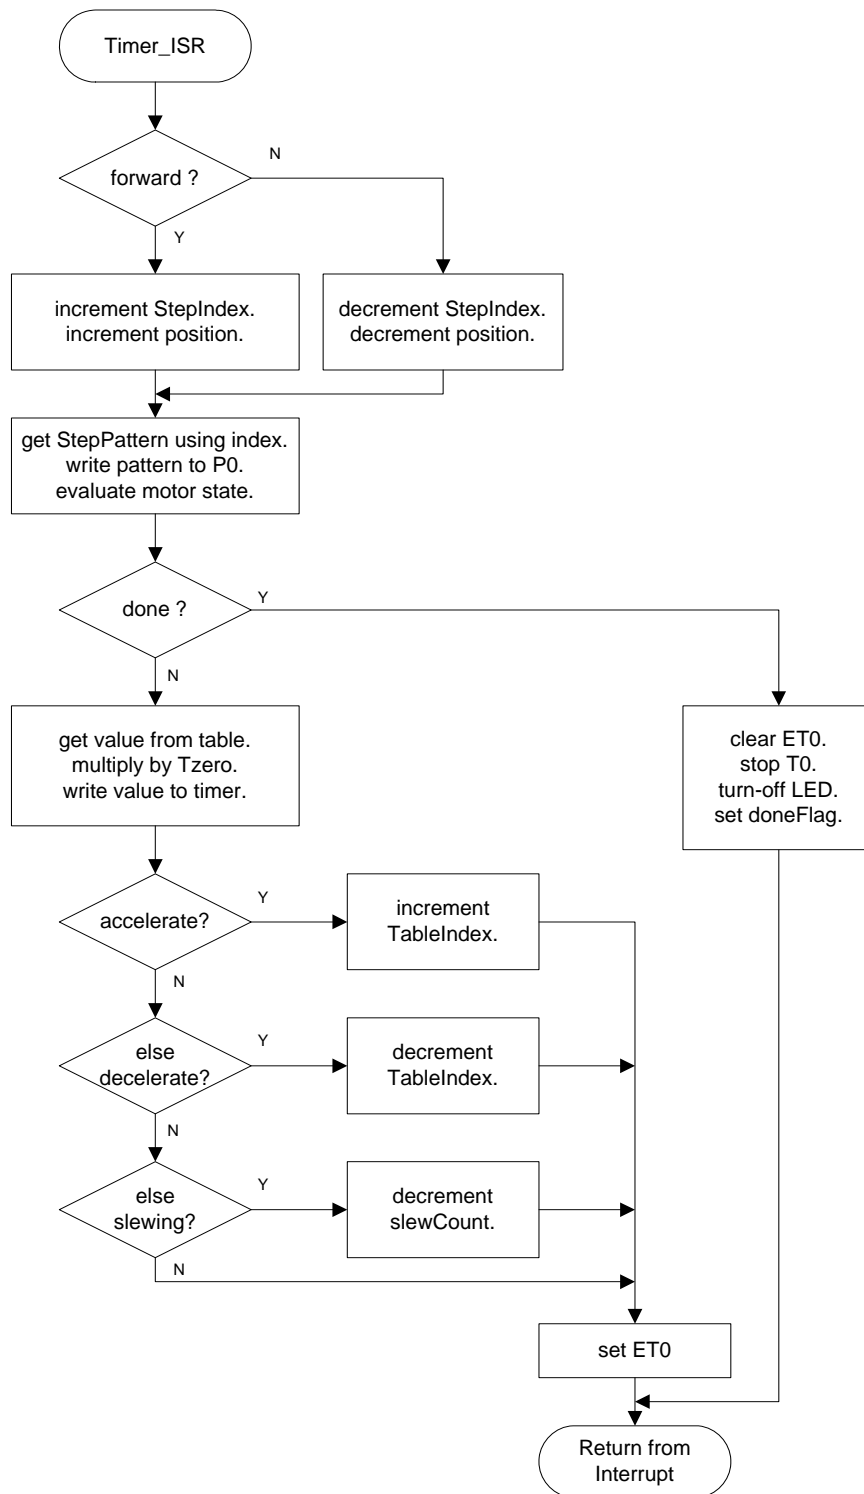 Timer_ISR
forward ?
N
Y
increment StepIndex.
increment position.
decrement StepIndex.
decrement position.
get StepPattern using index.
write pattern to P0.
evaluate motor state.
done ?
Y
N
get value from table.
multiply by Tzero.
write value to timer.
clear ET0.
stop T0.
turn-off LED.
set doneFlag.
accelerate?
Y
increment
TableIndex.
N
else
decelerate?
Y
decrement
TableIndex.
N
else
slewing?
Y
decrement
slewCount.
N
set ET0
Return from
Interrupt